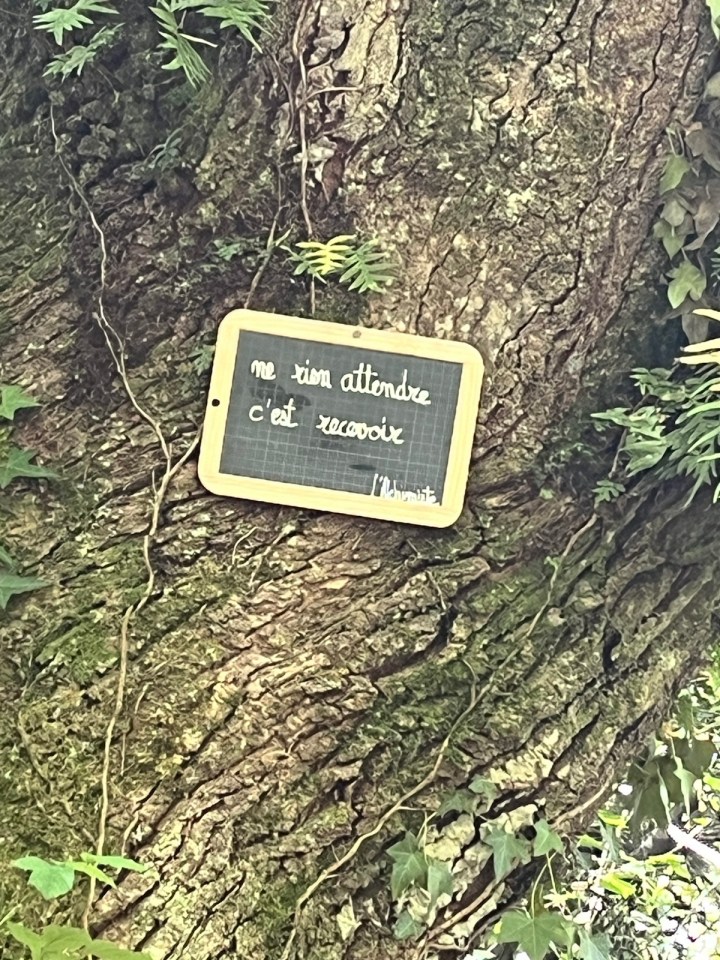 ne rien attendre
c'est recevoir
l'Alchimiste